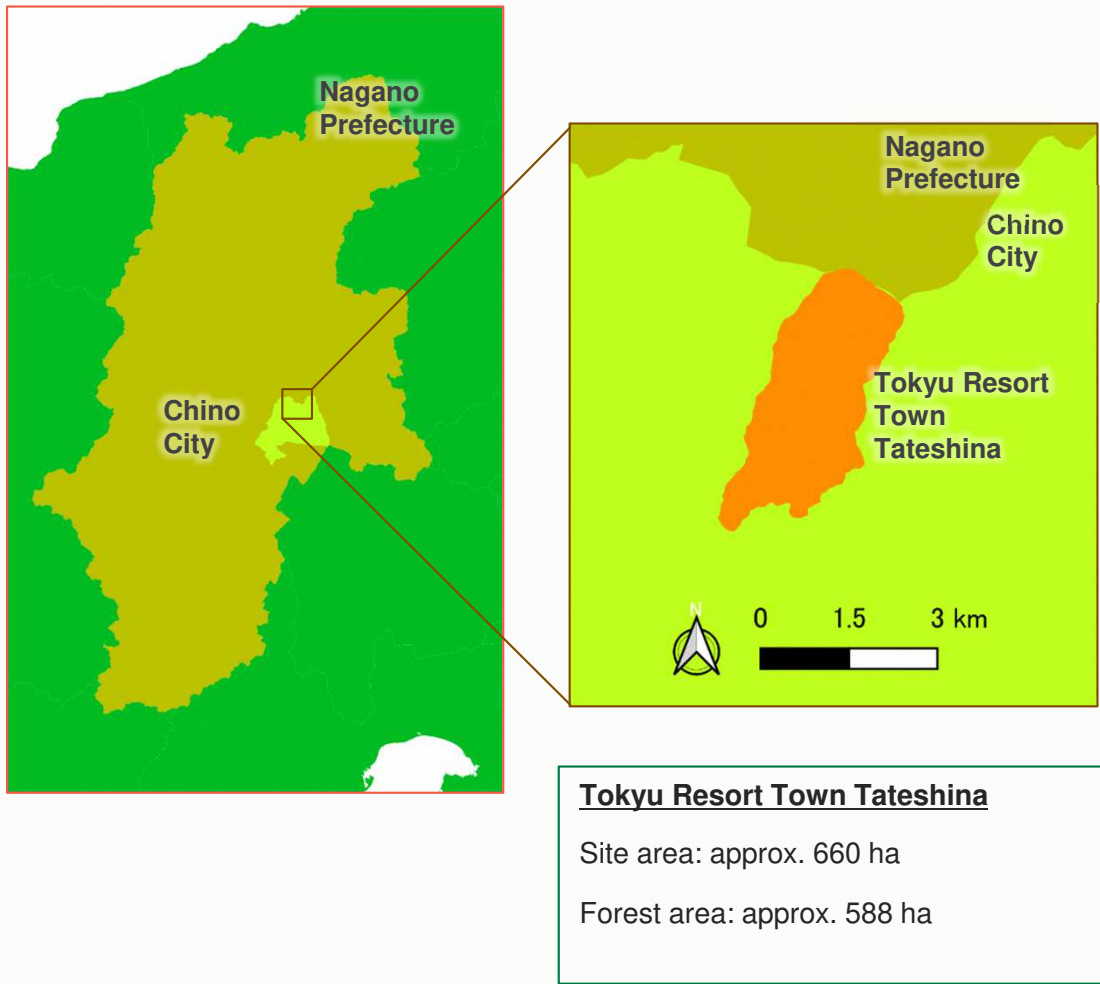 Nagano
Prefecture
Chino
City
Nagano
Prefecture
Chino
City
Tokyu Resort
Town
Tateshina
N
0 1.5 3 km
Tokyu Resort Town Tateshina
Site area: approx. 660 ha
Forest area: approx. 588 ha